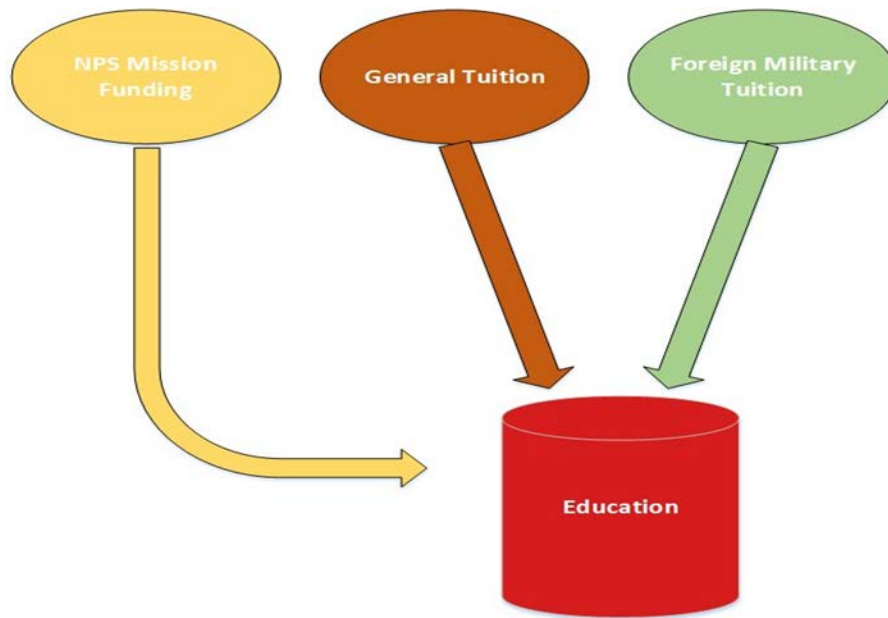 NPS Mission
Funding
General Tuition
Foreign Military
Tuition
Education